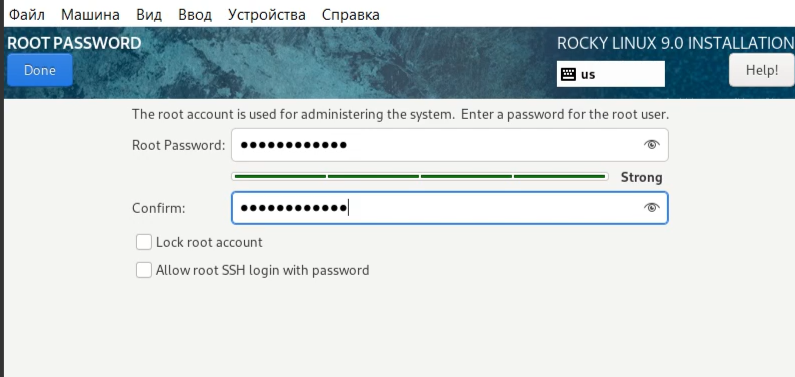 Файл Машина Вид Ввод Устройства Справка
ROOT PASSWORD ROCKY LINUX 9.0 INSTALLATION
Done us Help!
The root account is used for administering the system. Enter a password for the root user.
Root Password: ●●●●●●●●●●●●
Strong
Confirm: ●●●●●●●●●●●●
Lock root account
Allow root SSH login with password